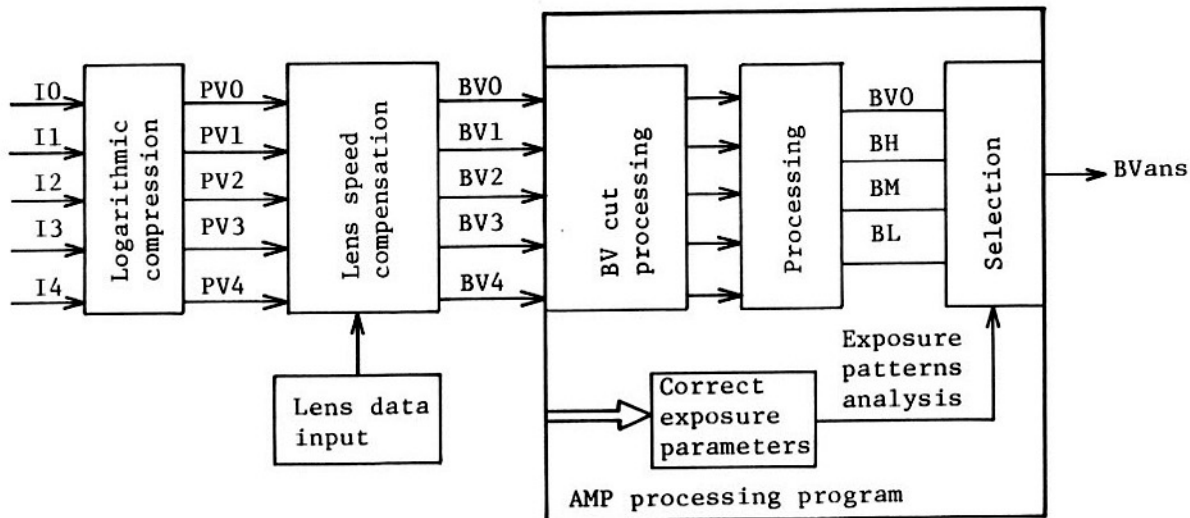 I0
I1
I2
I3
I4
Logarithmic
compression
PV0
PV1
PV2
PV3
PV4
Lens speed
compensation
Lens data
input
BV0
BV1
BV2
BV3
BV4
BV cut
processing
Processing
BV0
BH
BM
BL
Selection
BVans
Exposure
patterns
analysis
Correct
exposure
parameters
AMP processing program